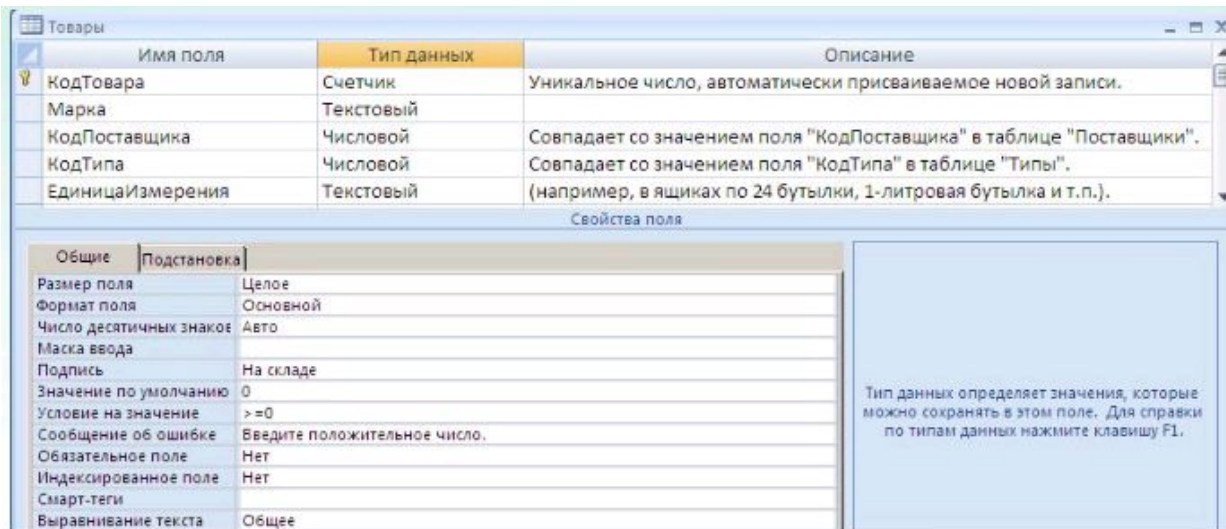 Товары
Имя поля Тип данных Описание
КодТовара Счетчик Уникальное число, автоматически присваиваемое новой записи.
Марка Текстовый
КодПоставщика Числовой Совпадает со значением поля "КодПоставщика" в таблице "Поставщики".
КодТипа Числовой Совпадает со значением поля "КодТипа" в таблице "Типы".
ЕдиницаИзмерения Текстовый (например, в ящиках по 24 бутылки, 1-литровая бутылка и т.п.).
Свойства поля
Общие Подстановка
Размер поля Целое
Формат поля Основной
Число десятичных знаков Авто
Маска ввода
Подпись На складе
Значение по умолчанию 0
Условие на значение >=0
Сообщение об ошибке Введите положительное число.
Обязательное поле Нет
Индексированное поле Нет
Смарт-теги
Выравнивание текста Общее
Тип данных определяет значения, которые
можно сохранять в этом поле. Для справки
по типам данных нажмите клавишу F1.